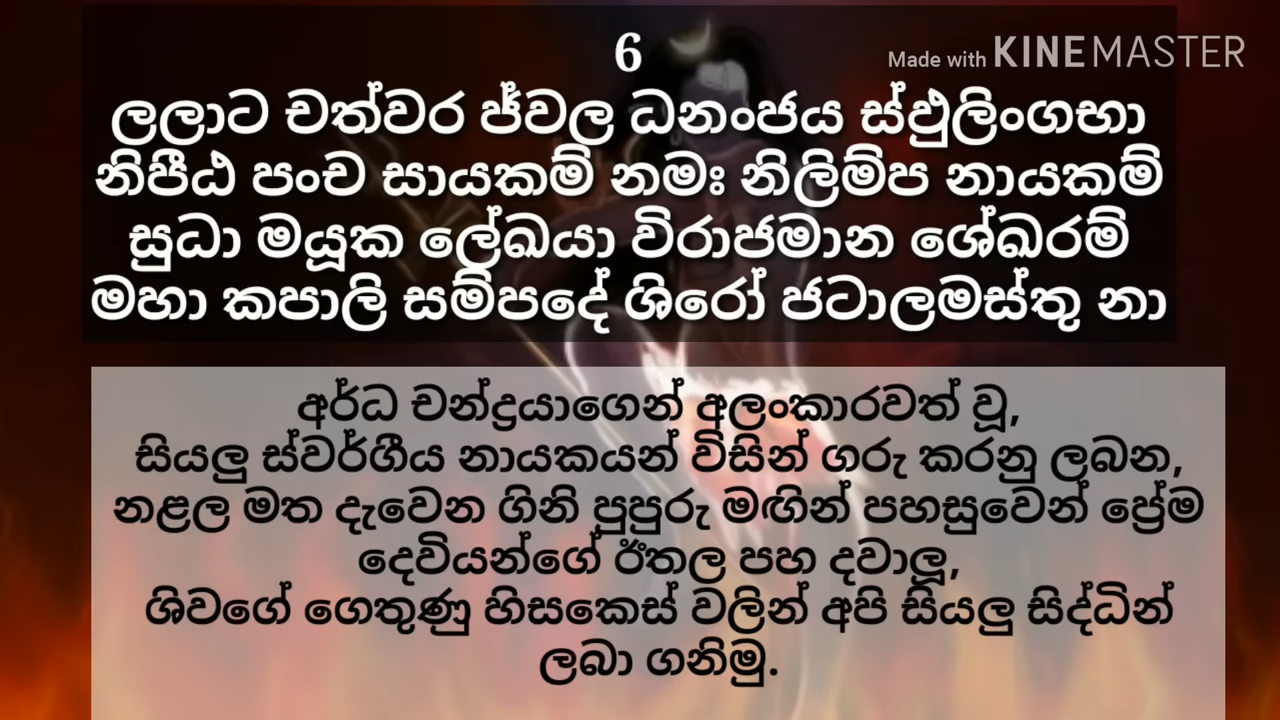 6
Made with KINEMASTER
ලලාට චත්වර ජ්වල ධනංජය ස්ඵුලිංගභා
නිපීඨ පංච සායකම් නමඃ නිලිම්ප නායකම්
සුධා මයූක ලේඛයා විරාජමාන ශේඛරම්
මහා කපාලි සම්පදේ ශිරෝ ජටාලමස්තු නා
අර්ධ චන්ද්‍රයාගෙන් අලංකාරවත් වූ,
සියලු ස්වර්ගීය නායකයන් විසින් ගරු කරනු ලබන,
නළල මත දැවෙන ගිනි පුපුරු මඟින් පහසුවෙන් ප්‍රේම
දෙවියන්ගේ ඊතල පහ දවාලූ,
ශිවගේ ගෙතුණු හිසකෙස් වලින් අපි සියලු සිද්ධින්
ලබා ගනිමු.